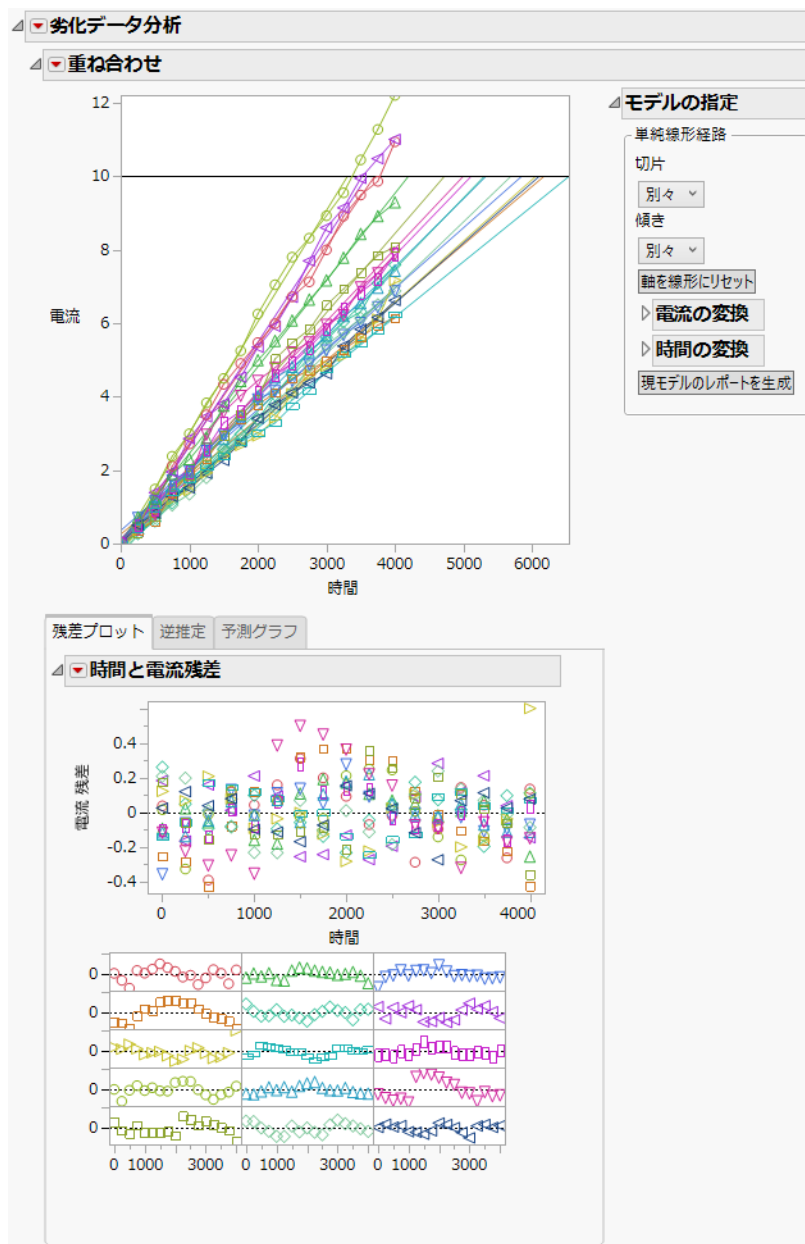 劣化データ分析
重ね合わせ
12
10
8
6
4
2
0
電流
0 1000 2000 3000 4000 5000 6000
時間
モデルの指定
単純線形経路
切片
別々
傾き
別々
軸を線形にリセット
電流の変換
時間の変換
現モデルのレポートを生成
残差プロット 逆推定 予測グラフ
時間と電流残差
0.4
0.2
0
-0.2
-0.4
電流 残差
0 1000 2000 3000 4000
時間
0
0
0
0
0
0 1000 3000 0 1000 3000 0 1000 3000